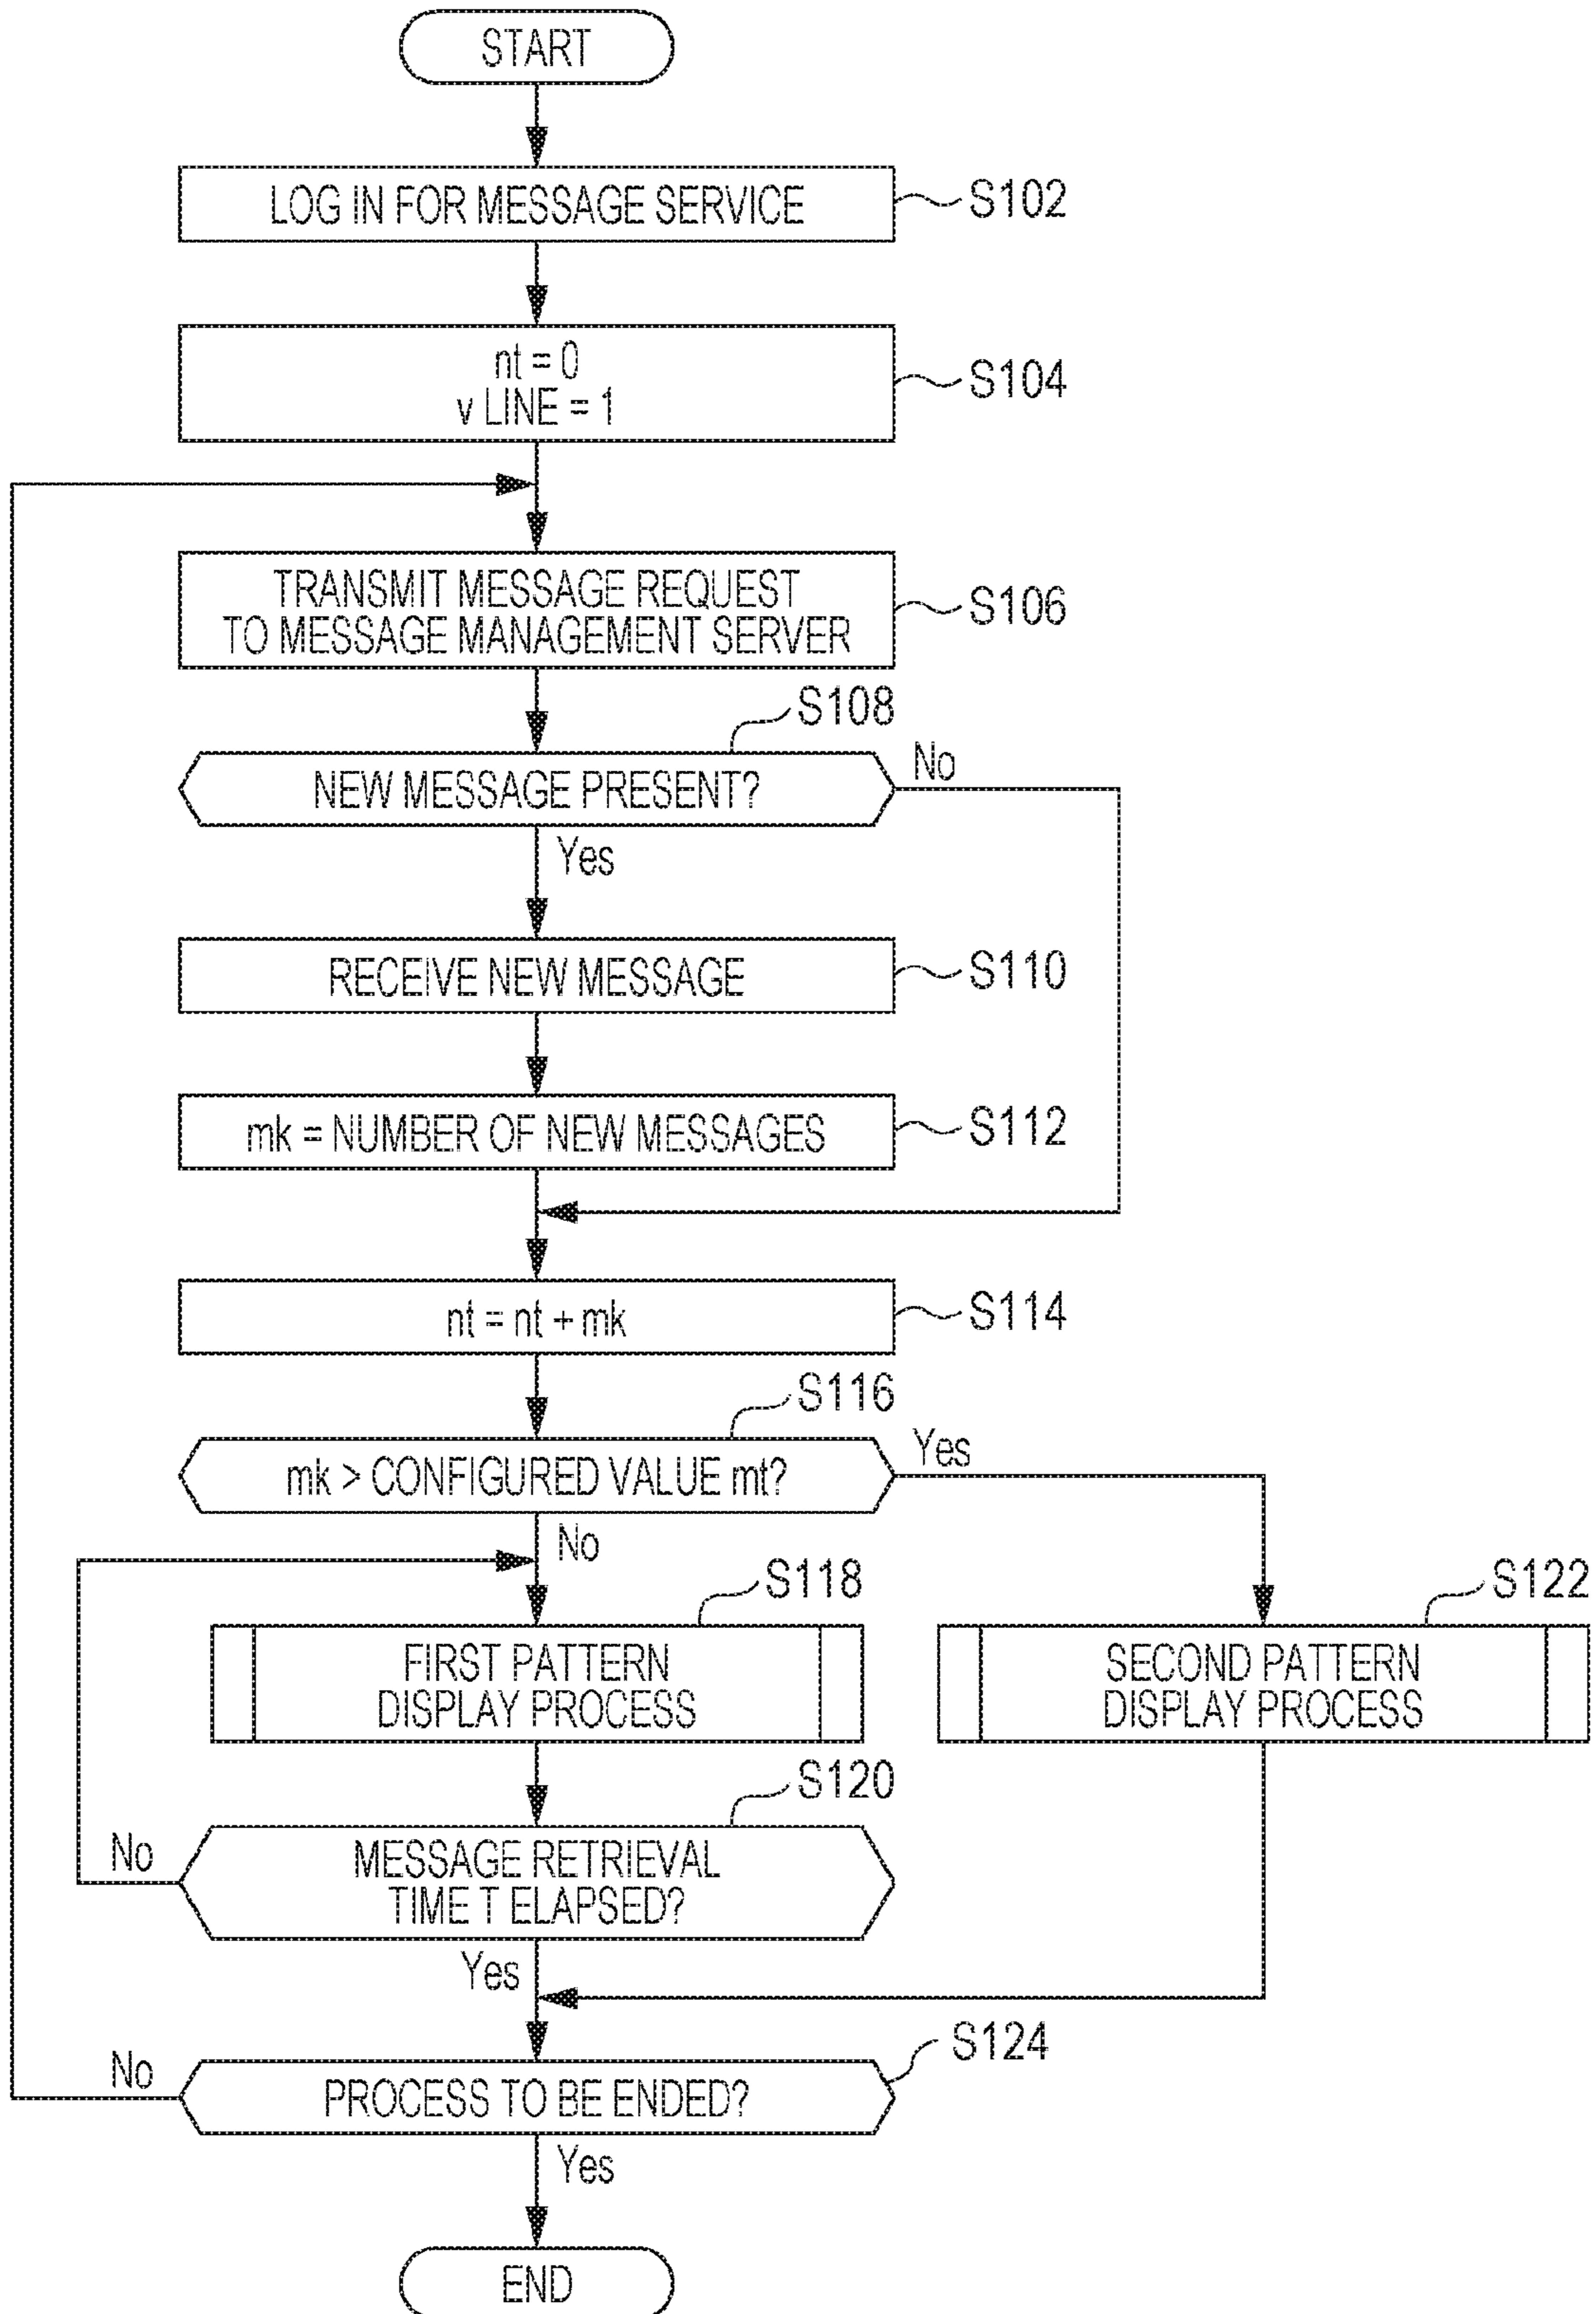 START
LOG IN FOR MESSAGE SERVICE
S102
nt = 0
v LINE = 1
S104
TRANSMIT MESSAGE REQUEST
TO MESSAGE MANAGEMENT SERVER
S106
S108
NEW MESSAGE PRESENT?
No
Yes
RECEIVE NEW MESSAGE
S110
mk = NUMBER OF NEW MESSAGES
S112
nt = nt + mk
S114
S116
mk > CONFIGURED VALUE mt?
Yes
No
S118
FIRST PATTERN
DISPLAY PROCESS
S122
SECOND PATTERN
DISPLAY PROCESS
S120
MESSAGE RETRIEVAL
TIME T ELAPSED?
No
Yes
S124
PROCESS TO BE ENDED?
No
Yes
END